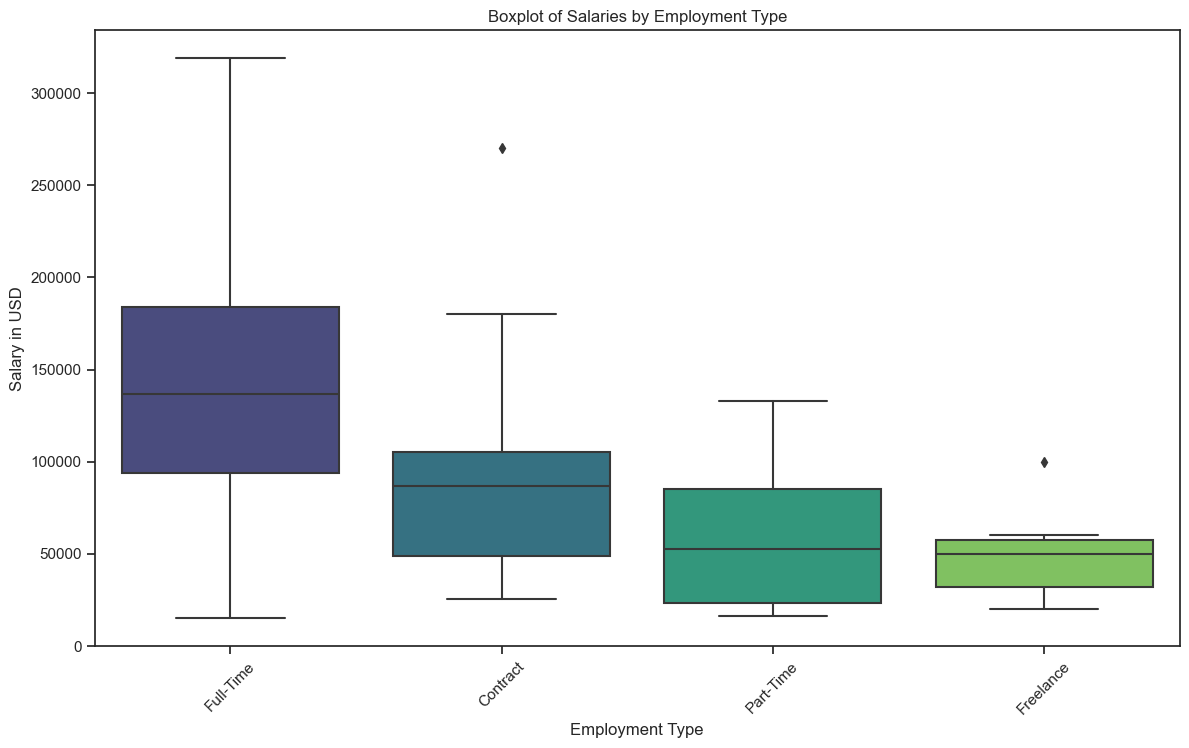 Boxplot of Salaries by Employment Type
Salary in USD
300000
250000
200000
150000
100000
50000
0
Full-Time
Contract
Part-Time
Freelance
Employment Type